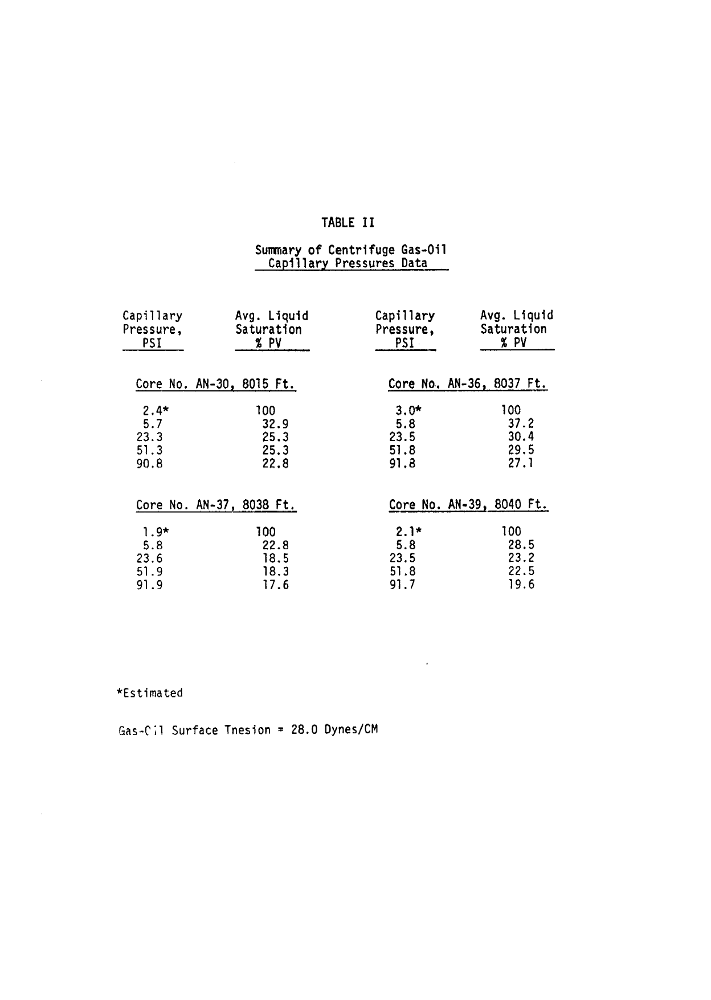 TABLE II
Summary of Centrifuge Gas-Oil
Capillary Pressures Data
Capillary Avg. Liquid Capillary Avg. Liquid
Pressure, Saturation Pressure, Saturation
PSI % PV PSI % PV
Core No. AN-30, 8015 Ft. Core No. AN-36, 8037 Ft.
2.4* 100 3.0* 100
5.7 32.9 5.8 37.2
23.3 25.3 23.5 30.4
51.3 25.3 51.8 29.5
90.8 22.8 91.8 27.1
Core No. AN-37, 8038 Ft. Core No. AN-39, 8040 Ft.
1.9* 100 2.1* 100
5.8 22.8 5.8 28.5
23.6 18.5 23.5 23.2
51.9 18.3 51.8 22.5
91.9 17.6 91.7 19.6
*Estimated
Gas-Oil Surface Tnesion = 28.0 Dynes/CM